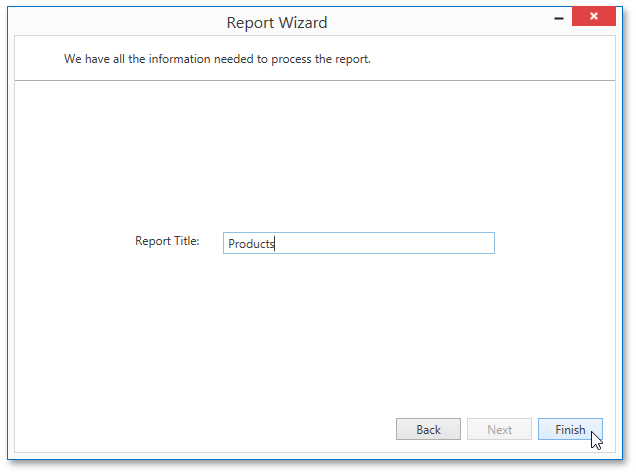 Report Wizard
We have all the information needed to process the report.
Report Title: Products
Back Next Finish